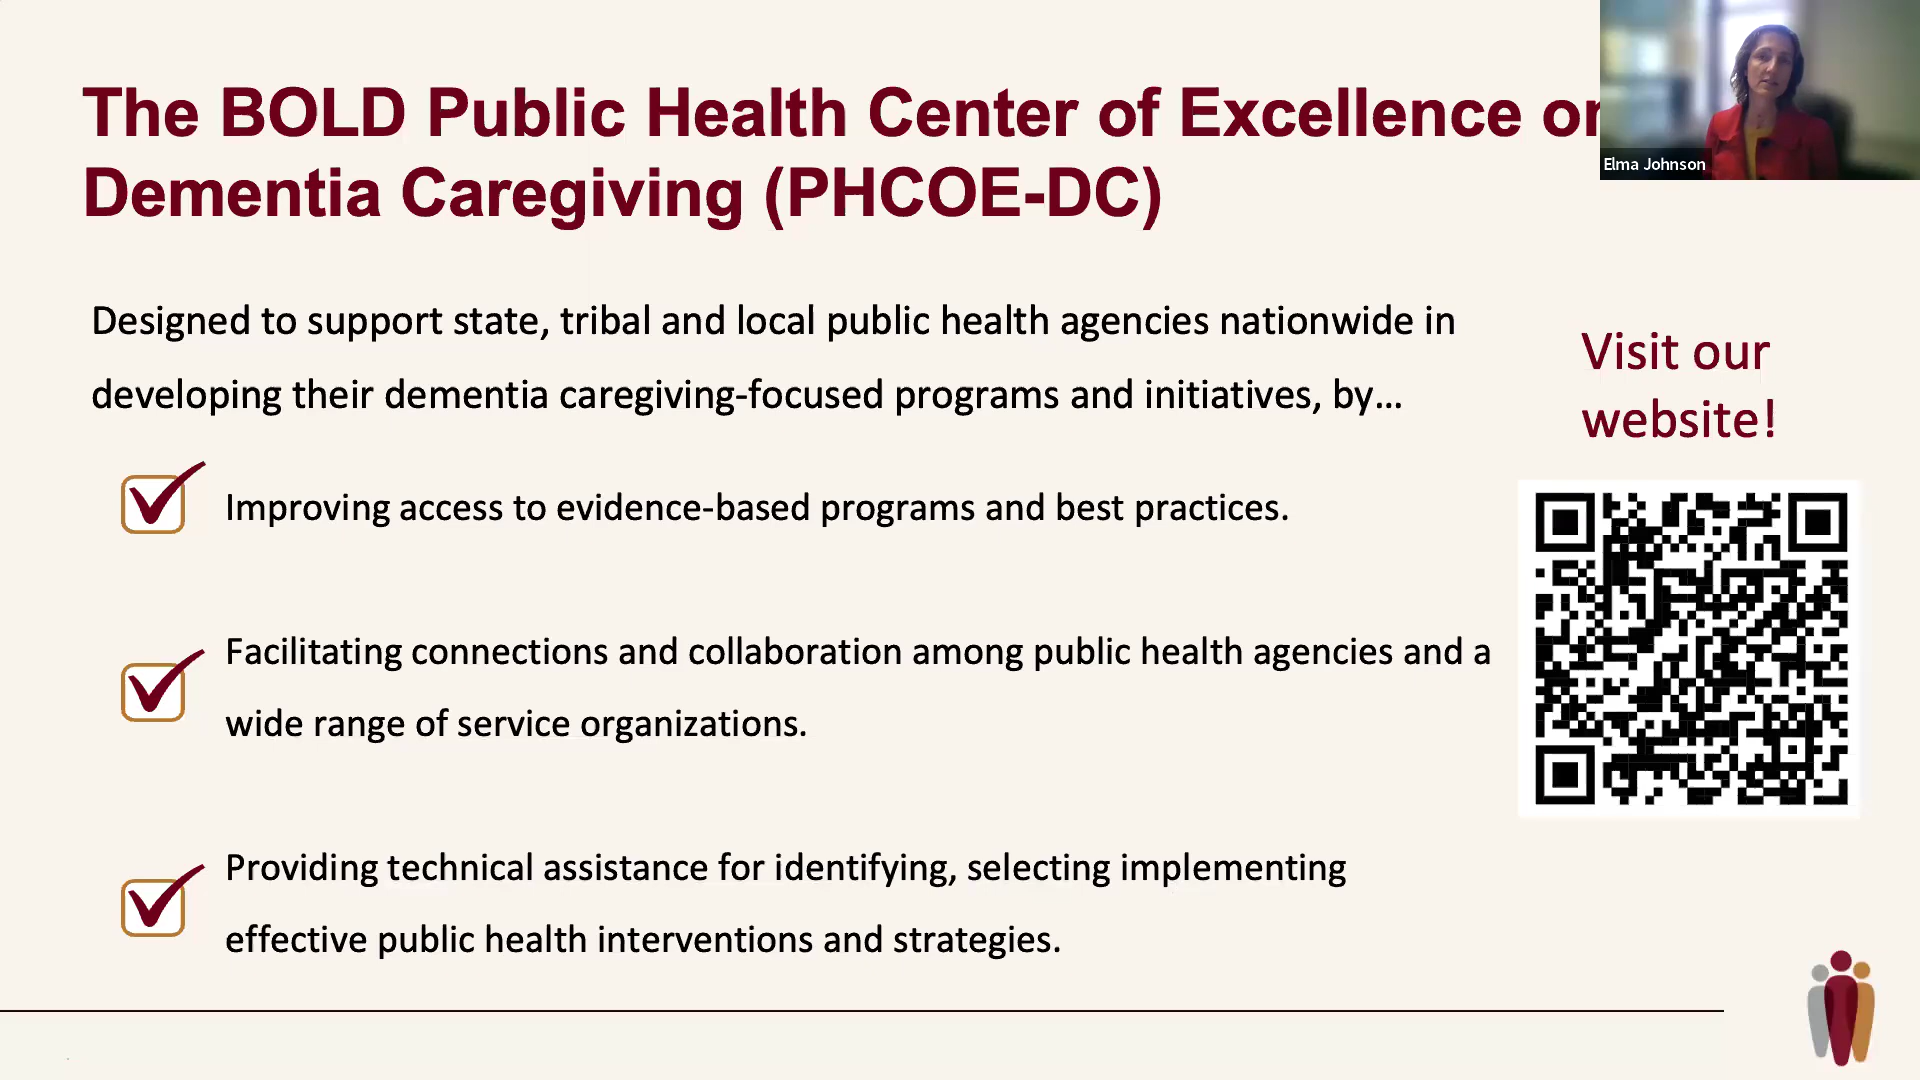 The BOLD Public Health Center of Excellence on
Dementia Caregiving (PHCOE-DC)
Elma Johnson
Designed to support state, tribal and local public health agencies nationwide in
developing their dementia caregiving-focused programs and initiatives, by...
Visit our
website!
Improving access to evidence-based programs and best practices.
Facilitating connections and collaboration among public health agencies and a
wide range of service organizations.
Providing technical assistance for identifying, selecting implementing
effective public health interventions and strategies.